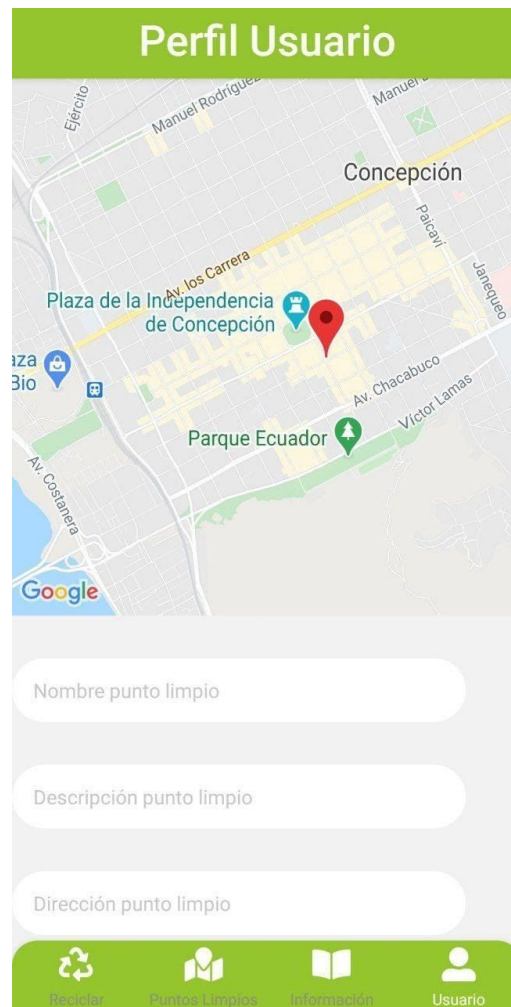 Perfil Usuario
Ejército
Manuel Rodríguez
Concepción
Paicaví
Janequeo
Av. los Carrera
Plaza de la Independencia
de Concepción
aza
Bio
Av. Chacabuco
Víctor Lamas
Parque Ecuador
Av. Costanera
Google
Nombre punto limpio
Descripción punto limpio
Dirección punto limpio
Reciclar
Puntos Limpios
Información
Usuario